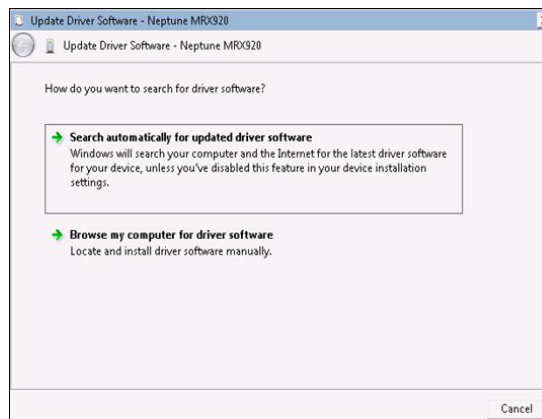 Update Driver Software - Neptune MRX920
Update Driver Software - Neptune MRX920
How do you want to search for driver software?
Search automatically for updated driver software
Windows will search your computer and the Internet for the latest driver software
for your device, unless you've disabled this feature in your device installation
settings.
Browse my computer for driver software
Locate and install driver software manually.
Cancel